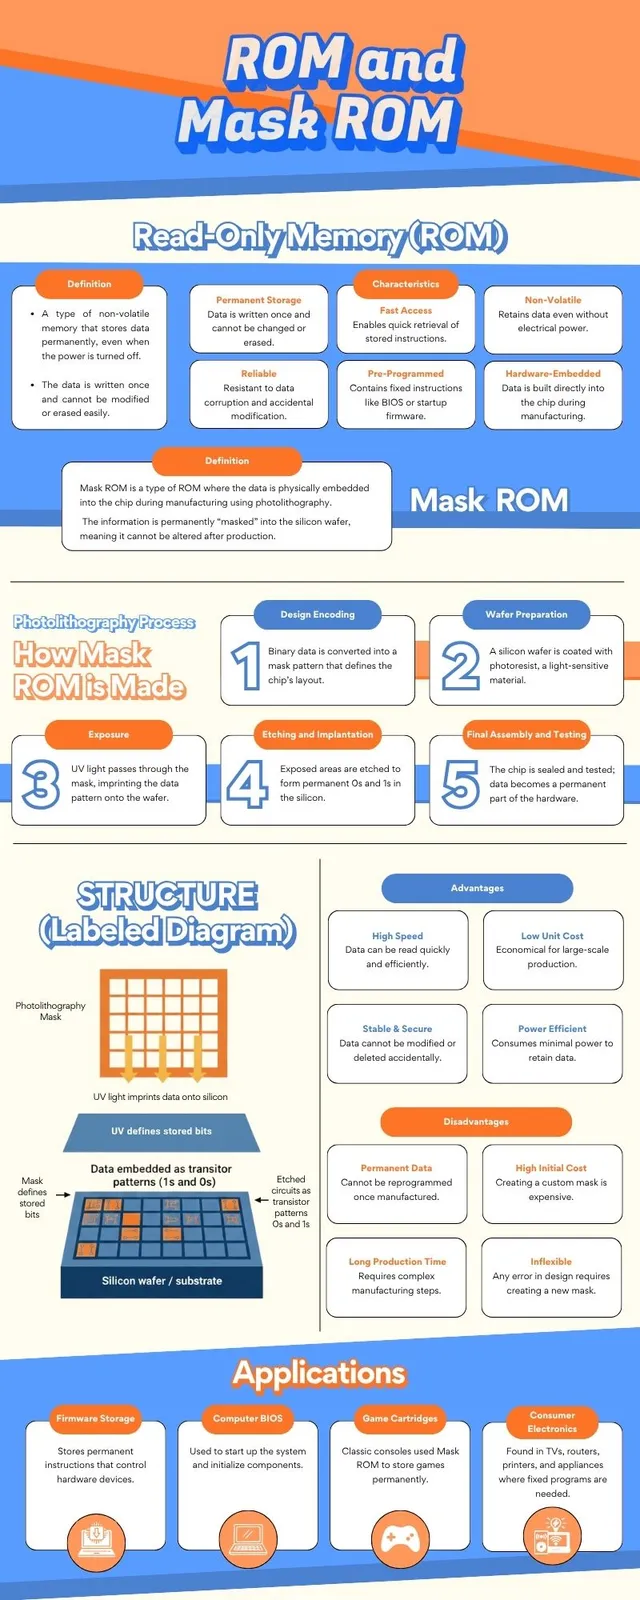 ROM and
Mask ROM
Read-Only Memory (ROM)
Definition
• A type of non-volatile
memory that stores data
permanently, even when
the power is turned off.
• The data is written once
and cannot be modified
or erased easily.
Characteristics
Permanent Storage
Data is written once and
cannot be changed or
erased.
Fast Access
Enables quick retrieval of
stored instructions.
Non-Volatile
Retains data even without
electrical power.
Reliable
Resistant to data
corruption and accidental
modification.
Pre-Programmed
Contains fixed instructions
like BIOS or startup
firmware.
Hardware-Embedded
Data is built directly into
the chip during
manufacturing.
Definition
Mask ROM is a type of ROM where the data is physically embedded
into the chip during manufacturing using photolithography.
The information is permanently “masked” into the silicon wafer,
meaning it cannot be altered after production.
Mask ROM
Photolithography Process
How Mask
ROM is Made
Design Encoding
1
Binary data is converted into a
mask pattern that defines the
chip's layout.
Wafer Preparation
2
A silicon wafer is coated with
photoresist, a light-sensitive
material.
Exposure
3
UV light passes through the
mask, imprinting the data
pattern onto the wafer.
Etching and Implantation
4
Exposed areas are etched to
form permanent 0s and 1s in
the silicon.
Final Assembly and Testing
5
The chip is sealed and tested;
data becomes a permanent
part of the hardware.
STRUCTURE
(Labeled Diagram)
Photolithography
Mask
UV light imprints data onto silicon
UV defines stored bits
Data embedded as transitor
patterns (1s and 0s)
Mask
defines
stored
bits
Etched
circuits as
transistor
patterns
0s and 1s
Silicon wafer / substrate
Advantages
High Speed
Data can be read quickly
and efficiently.
Low Unit Cost
Economical for large-scale
production.
Stable & Secure
Data cannot be modified or
deleted accidentally.
Power Efficient
Consumes minimal power to
retain data.
Disadvantages
Permanent Data
Cannot be reprogrammed
once manufactured.
High Initial Cost
Creating a custom mask is
expensive.
Long Production Time
Requires complex
manufacturing steps.
Inflexible
Any error in design requires
creating a new mask.
Applications
Firmware Storage
Stores permanent
instructions that control
hardware devices.
Computer BIOS
Used to start up the system
and initialize components.
Game Cartridges
Classic consoles used Mask
ROM to store games
permanently.
Consumer
Electronics
Found in TVs, routers,
printers, and appliances
where fixed programs are
needed.